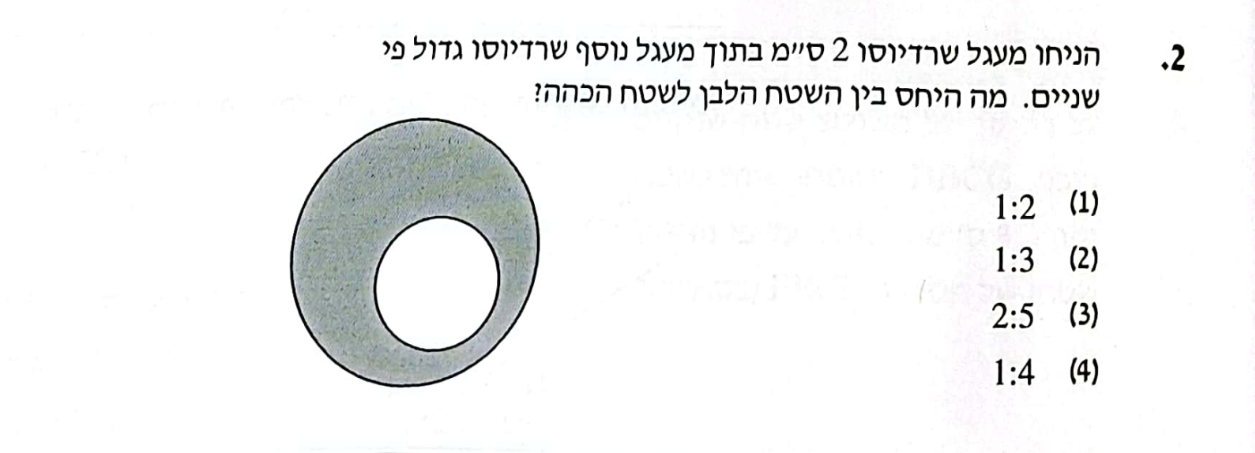 2. הניחו מעגל שרדיוסו 2 ס״מ בתוך מעגל נוסף שרדיוסו גדול פי
שניים. מה היחס בין השטח הלבן לשטח הכהה?
(1) 1:2
(2) 1:3
(3) 2:5
(4) 1:4